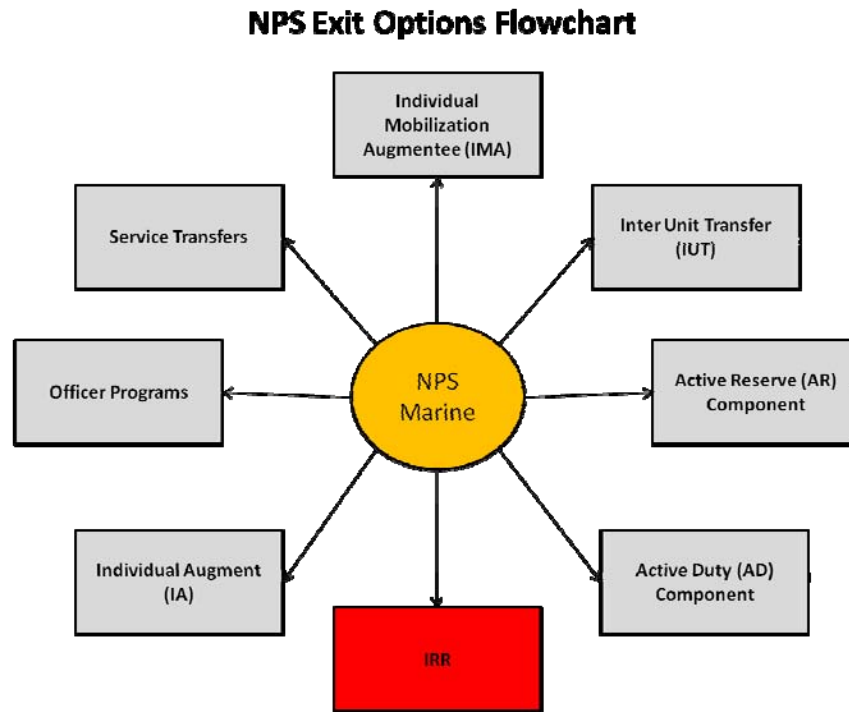 NPS Exit Options Flowchart
Individual
Mobilization
Augmentee (IMA)
Service Transfers
Inter Unit Transfer
(IUT)
Officer Programs
NPS
Marine
Active Reserve (AR)
Component
Individual Augment
(IA)
Active Duty (AD)
Component
IRR